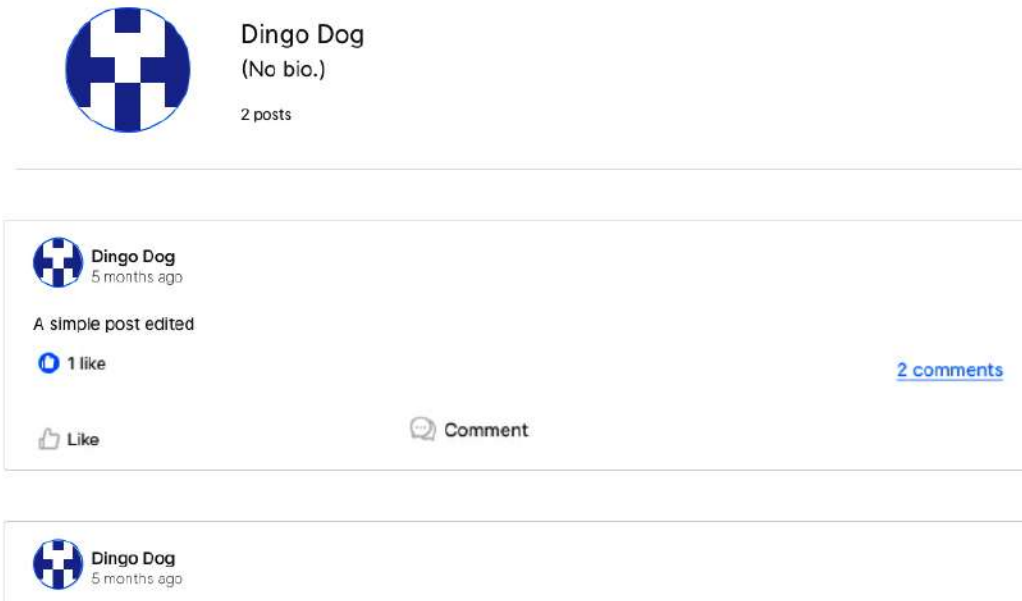 Dingo Dog
(No bio.)
2 posts
Dingo Dog
5 months ago
A simple post edited
1 like
2 comments
Like
Comment
Dingo Dog
5 months ago